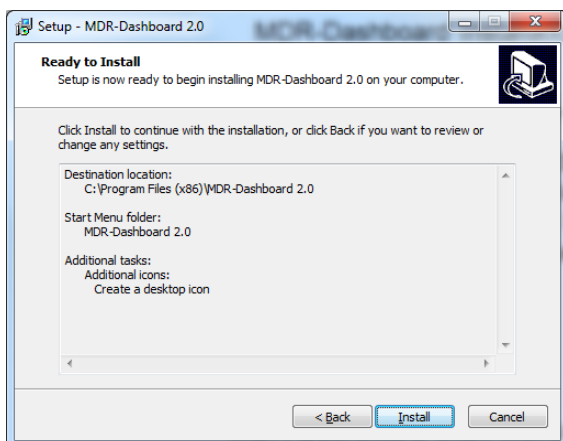 Setup - MDR-Dashboard 2.0
Ready to Install
Setup is now ready to begin installing MDR-Dashboard 2.0 on your computer.
Click Install to continue with the installation, or click Back if you want to review or
change any settings.
Destination location:
C:\Program Files (x86)\MDR-Dashboard 2.0
Start Menu folder:
MDR-Dashboard 2.0
Additional tasks:
Additional icons:
Create a desktop icon
< Back
Install
Cancel